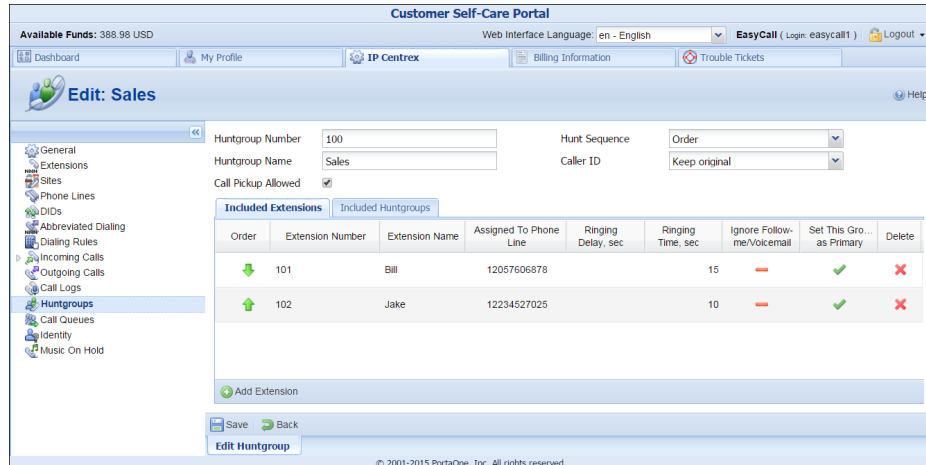 Customer Self-Care Portal
Available Funds: 388.98 USD Web Interface Language: en - English EasyCall ( Login: easycall1 ) Logout
Dashboard My Profile IP Centrex Billing Information Trouble Tickets
Edit: Sales Help
Huntgroup Number 100 Hunt Sequence Order
Huntgroup Name Sales Caller ID Keep original
Call Pickup Allowed
General
Extensions
Sites
Phone Lines
DIDs
Abbreviated Dialing
Dialing Rules
Incoming Calls
Outgoing Calls
Call Logs
Huntgroups
Call Queues
Identity
Music On Hold
Included Extensions Included Huntgroups
Order Extension Number Extension Name Assigned To Phone Line Ringing Delay, sec Ringing Time, sec Ignore Follow-me/Voicemail Set This Gro... as Primary Delete
101 Bill 12057606878 15
102 Jake 12234527025 10
Add Extension
Save Back
Edit Huntgroup
© 2001-2015 PortaOne, Inc. All rights reserved.